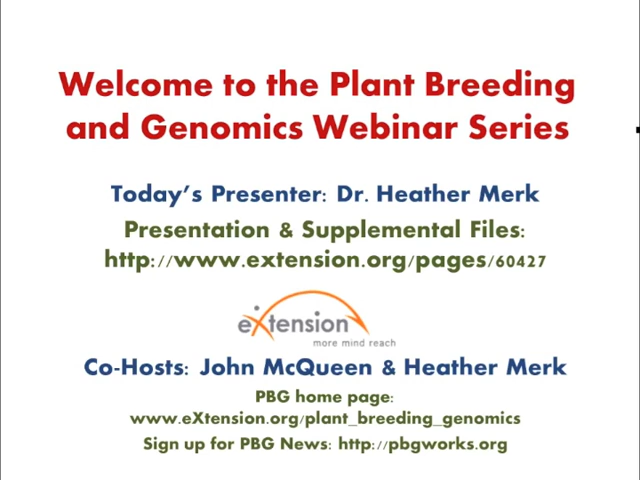 Welcome to the Plant Breeding
and Genomics Webinar Series
Today's Presenter: Dr. Heather Merk
Presentation & Supplemental Files:
http://www.extension.org/pages/60427
eXtension
more mind reach
Co-Hosts: John McQueen & Heather Merk
PBG home page:
www.eXtension.org/plant_breeding_genomics
Sign up for PBG News: http://pbgworks.org